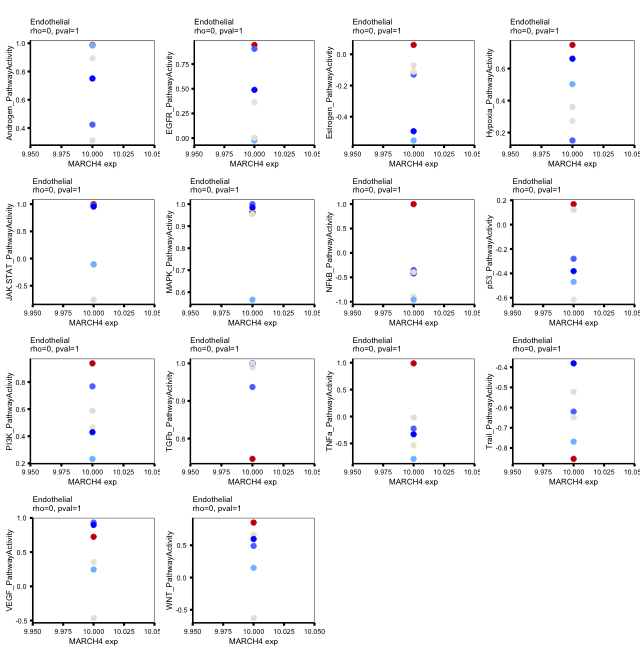 Endothelial
rho=0, pval=1
Androgen_PathwayActivity
1.0
0.8
0.6
0.4
9.950 9.975 10.000 10.025 10.05
MARCH4 exp
Endothelial
rho=0, pval=1
EGFR_PathwayActivity
0.75
0.50
0.25
0.00
9.950 9.975 10.000 10.025 10.05
MARCH4 exp
Endothelial
rho=0, pval=1
Estrogen_PathwayActivity
0.0
-0.2
-0.4
9.950 9.975 10.000 10.025 10.05
MARCH4 exp
Endothelial
rho=0, pval=1
Hypoxia_PathwayActivity
0.6
0.4
0.2
9.950 9.975 10.000 10.025 10.05
MARCH4 exp
Endothelial
rho=0, pval=1
JAK.STAT_PathwayActivity
1.0
0.5
0.0
-0.5
9.950 9.975 10.000 10.025 10.05
MARCH4 exp
Endothelial
rho=0, pval=1
MAPK_PathwayActivity
1.0
0.9
0.8
0.7
0.6
9.950 9.975 10.000 10.025 10.05
MARCH4 exp
Endothelial
rho=0, pval=1
NFkB_PathwayActivity
1.0
0.5
0.0
-0.5
-1.0
9.950 9.975 10.000 10.025 10.05
MARCH4 exp
Endothelial
rho=0, pval=1
p53_PathwayActivity
0.2
0.0
-0.2
-0.4
-0.6
9.950 9.975 10.000 10.025 10.05
MARCH4 exp
Endothelial
rho=0, pval=1
PI3K_PathwayActivity
0.8
0.6
0.4
0.2
9.950 9.975 10.000 10.025 10.05
MARCH4 exp
Endothelial
rho=0, pval=1
TGFb_PathwayActivity
1.0
0.9
0.8
9.950 9.975 10.000 10.025 10.05
MARCH4 exp
Endothelial
rho=0, pval=1
TNFa_PathwayActivity
1.0
0.5
0.0
-0.5
9.950 9.975 10.000 10.025 10.05
MARCH4 exp
Endothelial
rho=0, pval=1
Trail_PathwayActivity
-0.4
-0.5
-0.6
-0.7
-0.8
9.950 9.975 10.000 10.025 10.05
MARCH4 exp
Endothelial
rho=0, pval=1
VEGF_PathwayActivity
1.0
0.5
0.0
-0.5
9.950 9.975 10.000 10.025 10.05
MARCH4 exp
Endothelial
rho=0, pval=1
WNT_PathwayActivity
0.5
0.0
-0.5
9.950 9.975 10.000 10.025 10.050
MARCH4 exp